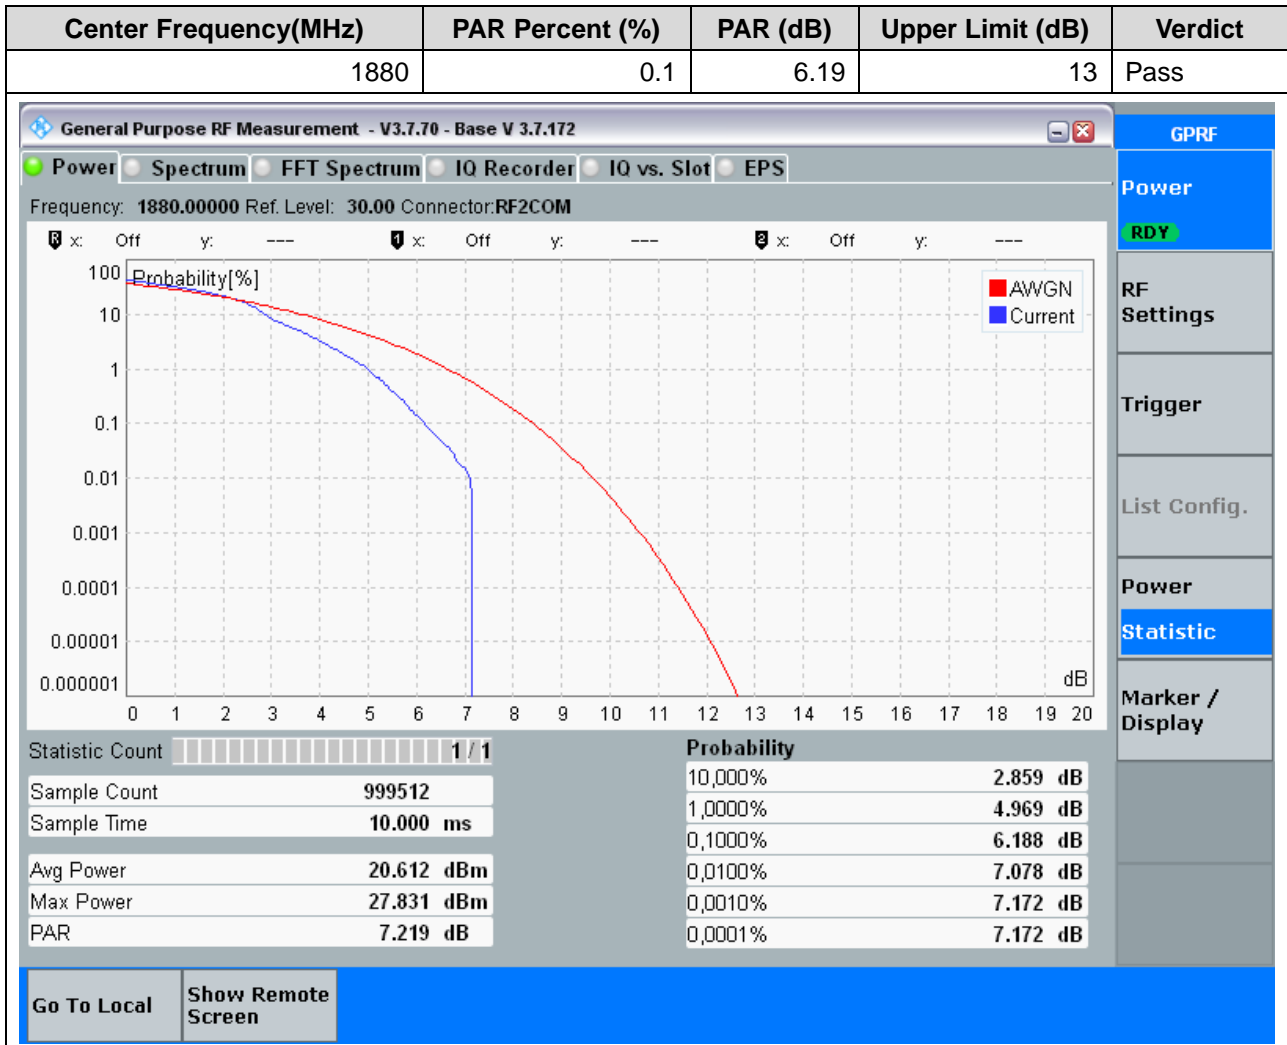 Center Frequency(MHz) PAR Percent (%) PAR (dB) Upper Limit (dB) Verdict
1880 0.1 6.19 13 Pass
General Purpose RF Measurement - V3.7.70 - Base V 3.7.172
GPRF
Power Spectrum FFT Spectrum IQ Recorder IQ vs. Slot EPS
Power
RDY
Frequency: 1880.00000 Ref. Level: 30.00 Connector:RF2COM
R x: Off y: --- 1 x: Off y: --- 2 x: Off y: ---
Probability[%]
100
10
1
0.1
0.01
0.001
0.0001
0.00001
0.000001
AWGN
Current
dB
0 1 2 3 4 5 6 7 8 9 10 11 12 13 14 15 16 17 18 19 20
RF
Settings
Trigger
List Config.
Power
Statistic
Marker /
Display
Statistic Count 1 / 1
Sample Count 999512
Sample Time 10.000 ms
Avg Power 20.612 dBm
Max Power 27.831 dBm
PAR 7.219 dB
Probability
10,000% 2.859 dB
1,0000% 4.969 dB
0,1000% 6.188 dB
0,0100% 7.078 dB
0,0010% 7.172 dB
0,0001% 7.172 dB
Go To Local
Show Remote
Screen